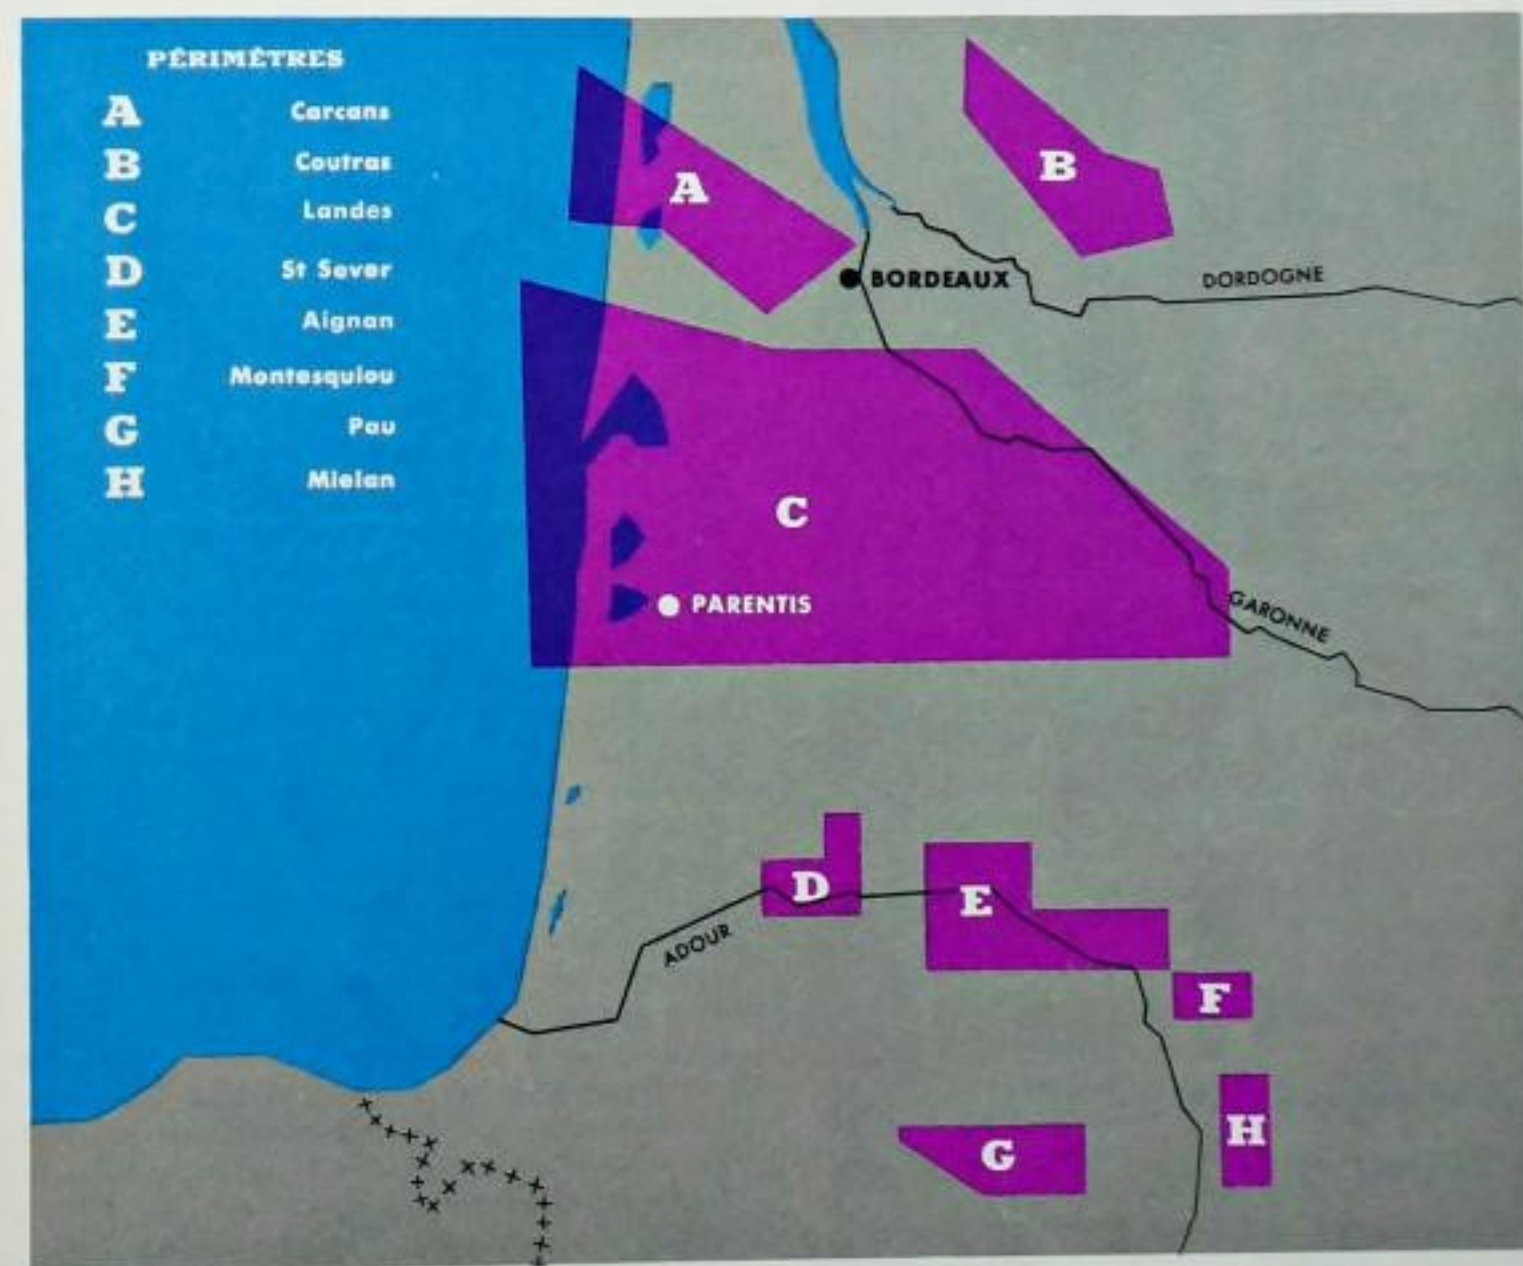 PÉRIMÈTRES
A Carcans
B Coutras
C Landes
D St Sever
E Aignan
F Montesquiou
G Pau
H Mielan
A
B
BORDEAUX
DORDOGNE
C
PARENTIS
GARONNE
D
E
ADOUR
F
H
G